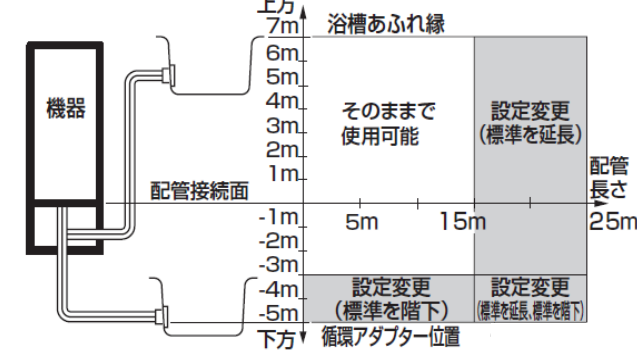 上方
7m
浴槽あふれ縁
6m
5m
4m
3m
2m
1m
機器
そのままで
使用可能
設定変更
(標準を延長)
配管
長さ
配管接続面
5m
15m
25m
-1m
-2m
-3m
-4m
-5m
設定変更
(標準を階下)
設定変更
(標準を延長、標準を階下)
下方
循環アダプター位置